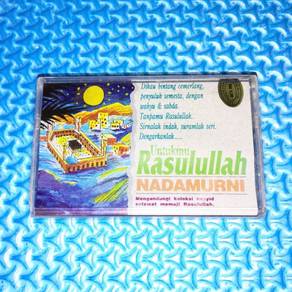 Dikau bintang cemerlang,
penyuluh semesta, dengan
wahyu & sabda.
Tanpamu Rasulullah.
Sirnalah indah, suramlah seri.
Dengarkanlah.....
Untukmu
Rasulullah
NADAMURNI
Mengandungi koleksi nasyid
selawat memuji Rasulullah.